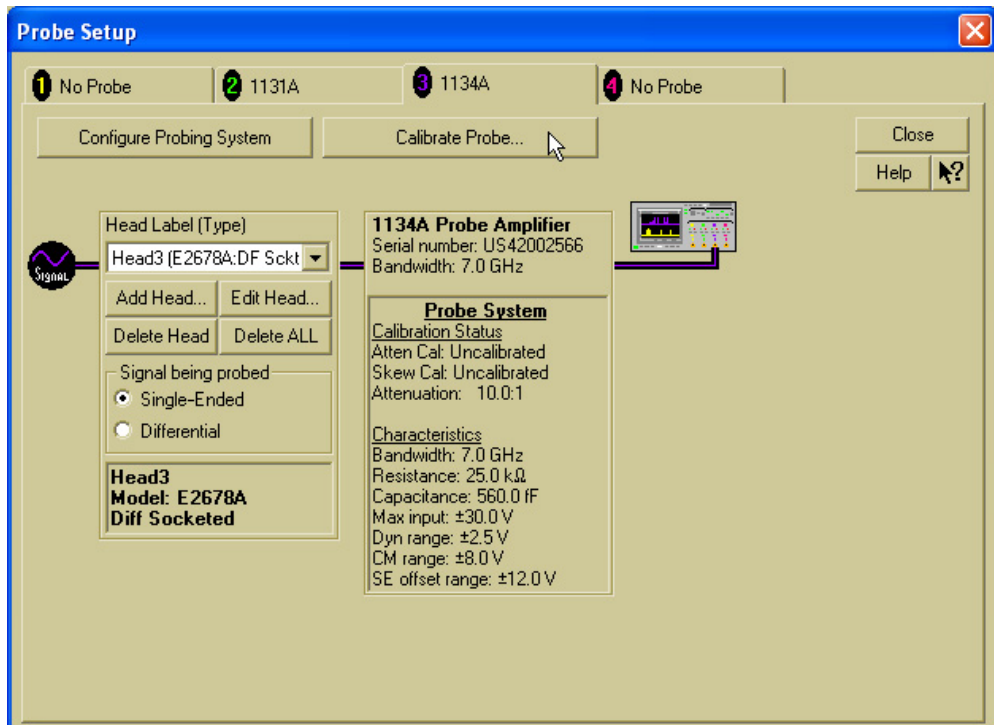 Probe Setup
1 No Probe
2 1131A
3 1134A
4 No Probe
Configure Probing System
Calibrate Probe...
Close
Help
?
Signal
Head Label (Type)
Head3 (E2678A:DF Sckt
Add Head...
Edit Head...
Delete Head
Delete ALL
Signal being probed
Single-Ended
Differential
Head3
Model: E2678A
Diff Socketed
1134A Probe Amplifier
Serial number: US42002566
Bandwidth: 7.0 GHz
Probe System
Calibration Status
Atten Cal: Uncalibrated
Skew Cal: Uncalibrated
Attenuation: 10.0:1
Characteristics
Bandwidth: 7.0 GHz
Resistance: 25.0 kΩ
Capacitance: 560.0 fF
Max input: ±30.0 V
Dyn range: ±2.5 V
CM range: ±8.0 V
SE offset range: ±12.0 V